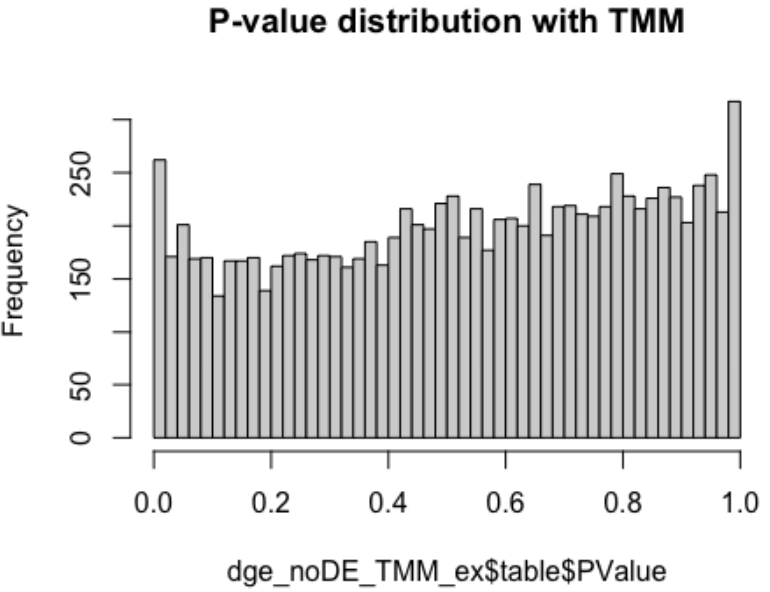 P-value distribution with TMM
Frequency
250
150
50
0
0.0 0.2 0.4 0.6 0.8 1.0
dge_noDE_TMM_ex$table$PValue